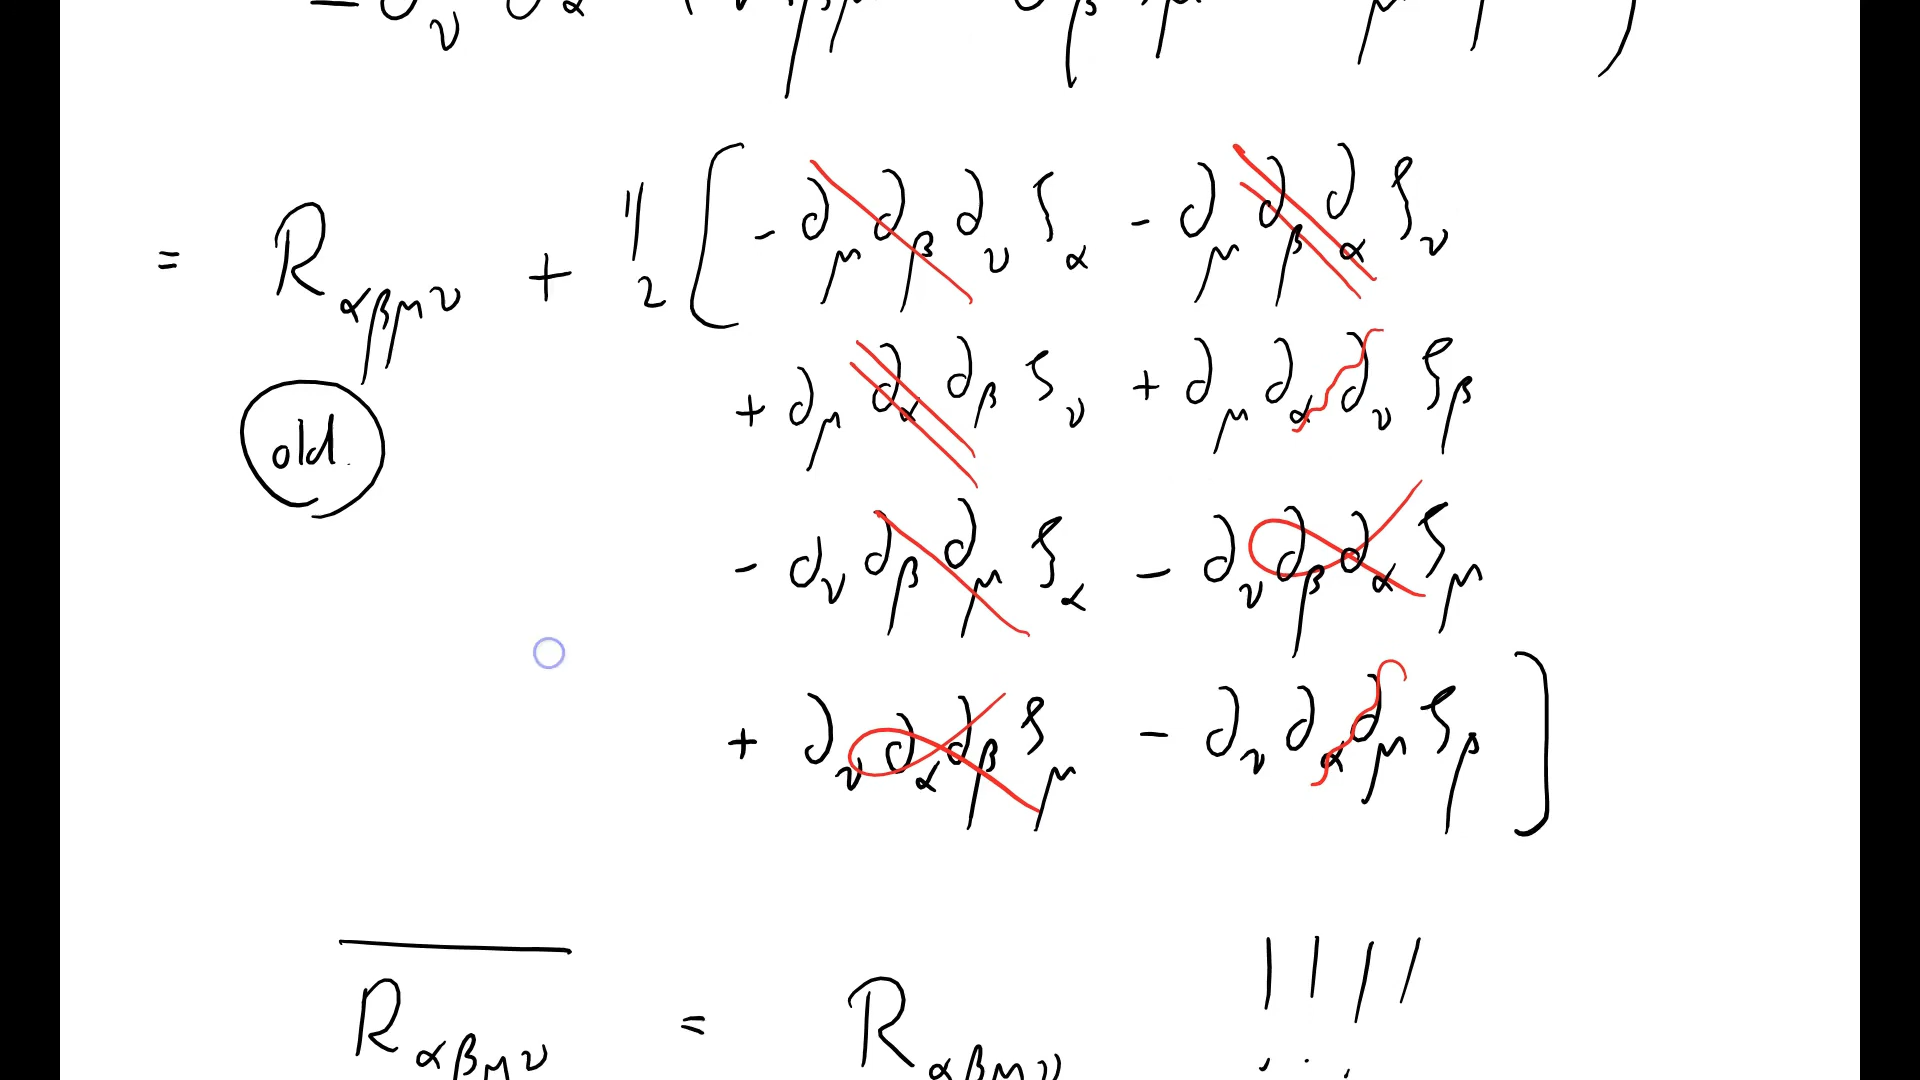 = R_{αβμν} + 1/2 [ - ∂_μ ∂_β ∂_ν ξ_α - ∂_μ ∂_β ∂_α ξ_ν
+ ∂_μ ∂_α ∂_β ξ_ν + ∂_μ ∂_α ∂_ν ξ_β
old.
- ∂_ν ∂_β ∂_μ ξ_α - ∂_ν ∂_β ∂_α ξ_μ
+ ∂_ν ∂_α ∂_β ξ_μ - ∂_ν ∂_α ∂_μ ξ_β ]
\overline{R_{αβμν}} = R_{αβμν} !!!!